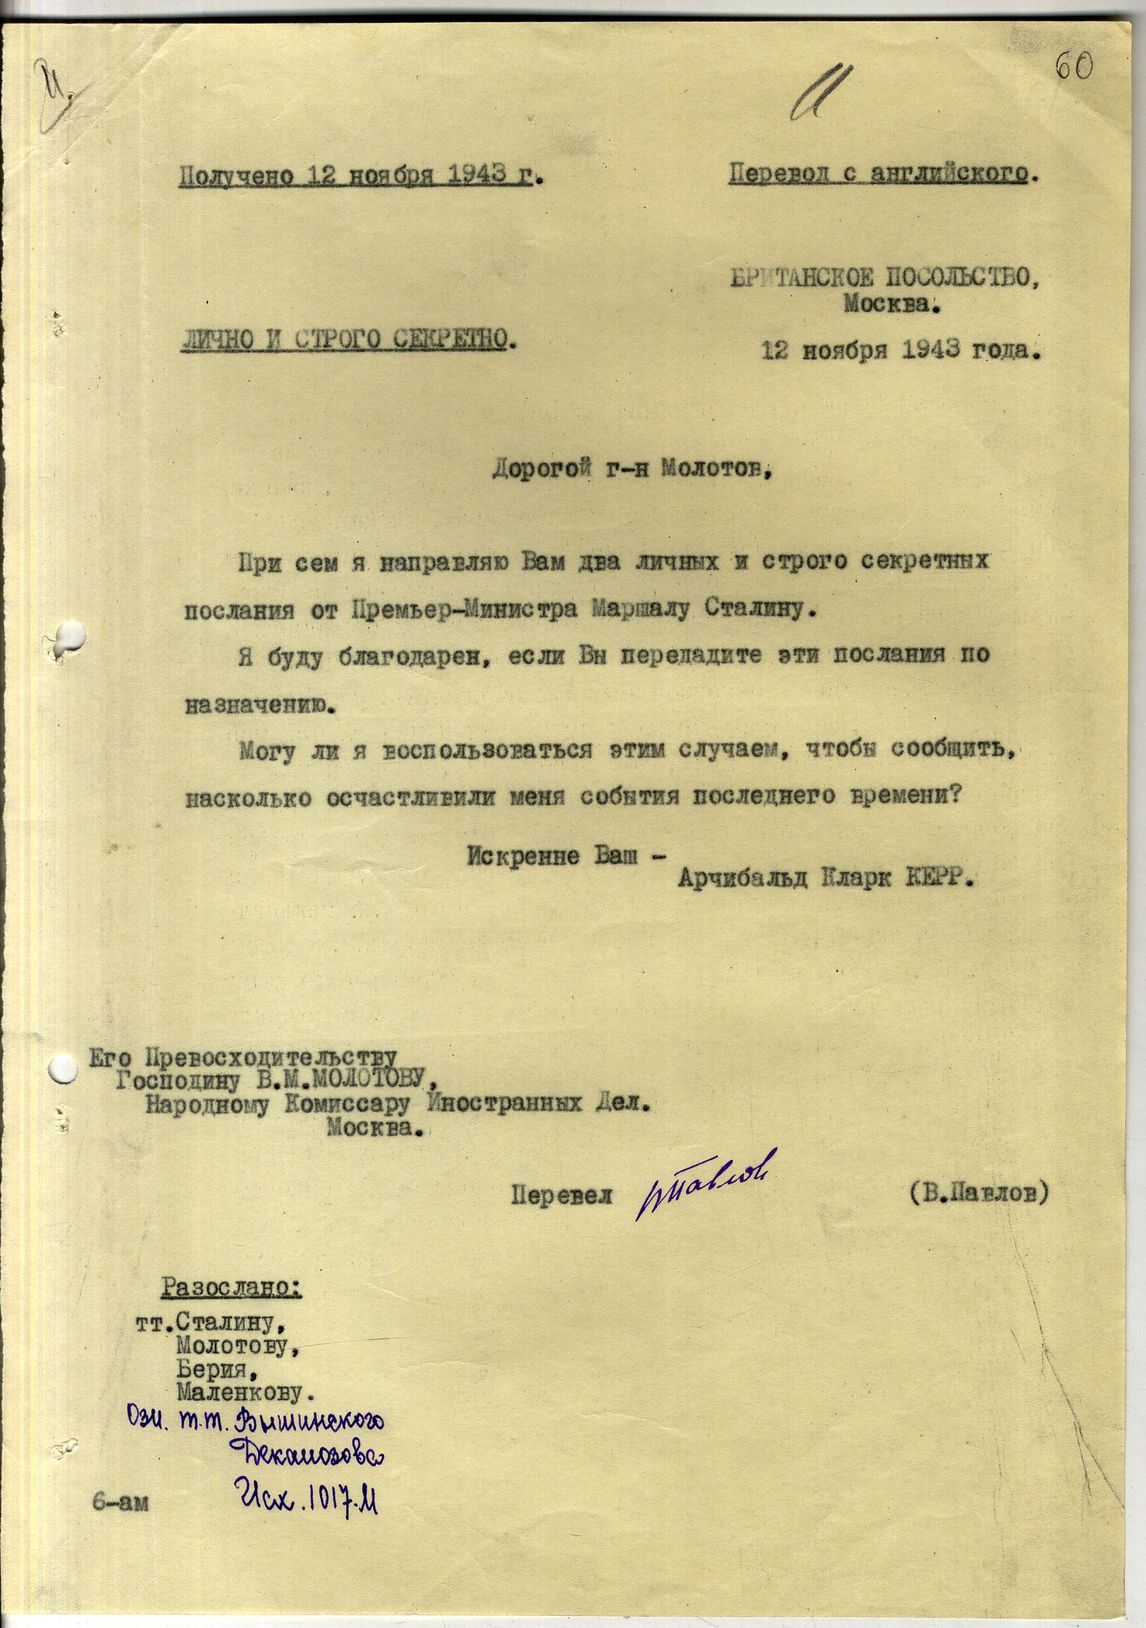 60
Получено 12 ноября 1943 г.
Перевод с английского.
БРИТАНСКОЕ ПОСОЛЬСТВО,
Москва.
ЛИЧНО И СТРОГО СЕКРЕТНО.
12 ноября 1943 года.
Дорогой г-н Молотов,
При сем я направляю Вам два личных и строго секретных
послания от Премьер-Министра Маршалу Сталину.
Я буду благодарен, если Вы передадите эти послания по
назначению.
Могу ли я воспользоваться этим случаем, чтобы сообщить,
насколько осчастливили меня события последнего времени?
Искренне Ваш -
Арчибальд Кларк КЕРР.
Его Превосходительству
Господину В.М.МОЛОТОВУ,
Народному Комиссару Иностранных Дел.
Москва.
Перевел ВПавлов (В.Павлов)
Разослано:
тт.Сталину,
Молотову,
Берия,
Маленкову.
Озн. т.т. Вышинского
Деканозова
Исх. 1017-М
6-ам